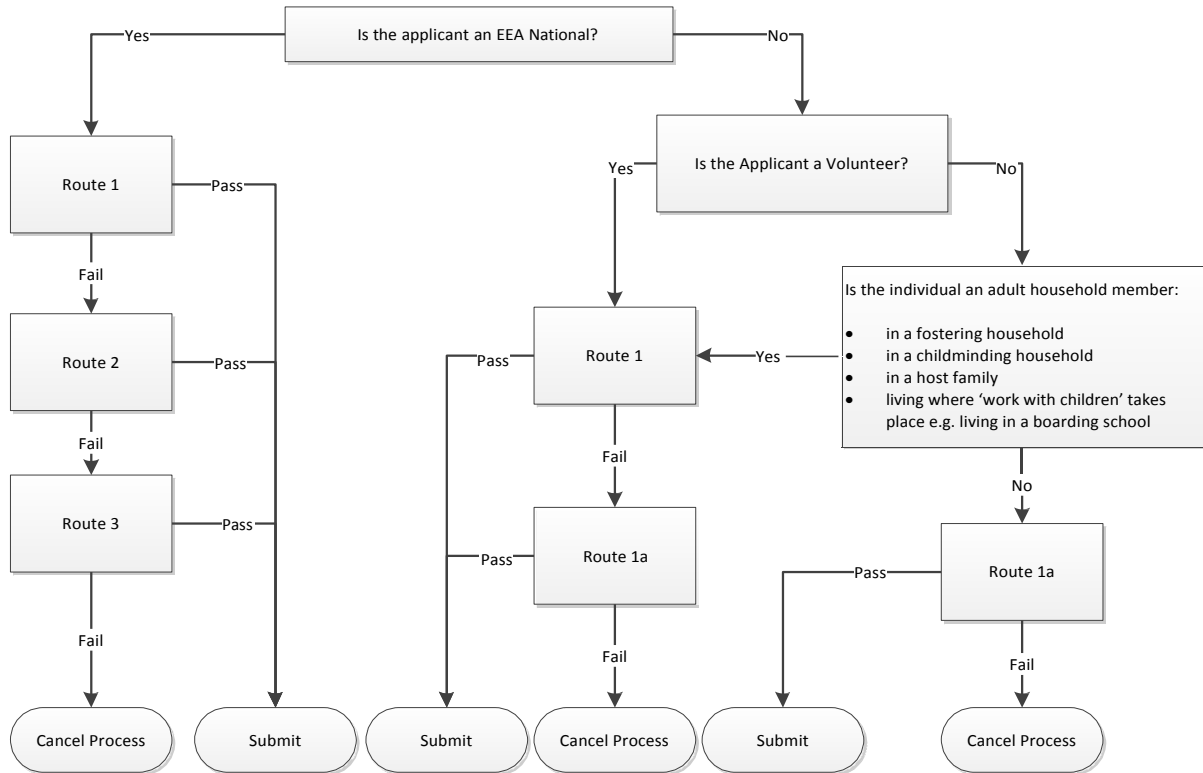 Is the applicant an EEA National?
Yes
No
Is the Applicant a Volunteer?
Yes
No
Route 1
Pass
Fail
Is the individual an adult household member:
• in a fostering household
• in a childminding household
• in a host family
• living where ‘work with children’ takes
place e.g. living in a boarding school
Route 2
Pass
Route 1
Pass
Yes
Fail
Fail
No
Route 3
Pass
Route 1a
Pass
Route 1a
Pass
Fail
Fail
Fail
Cancel Process
Submit
Submit
Cancel Process
Submit
Cancel Process